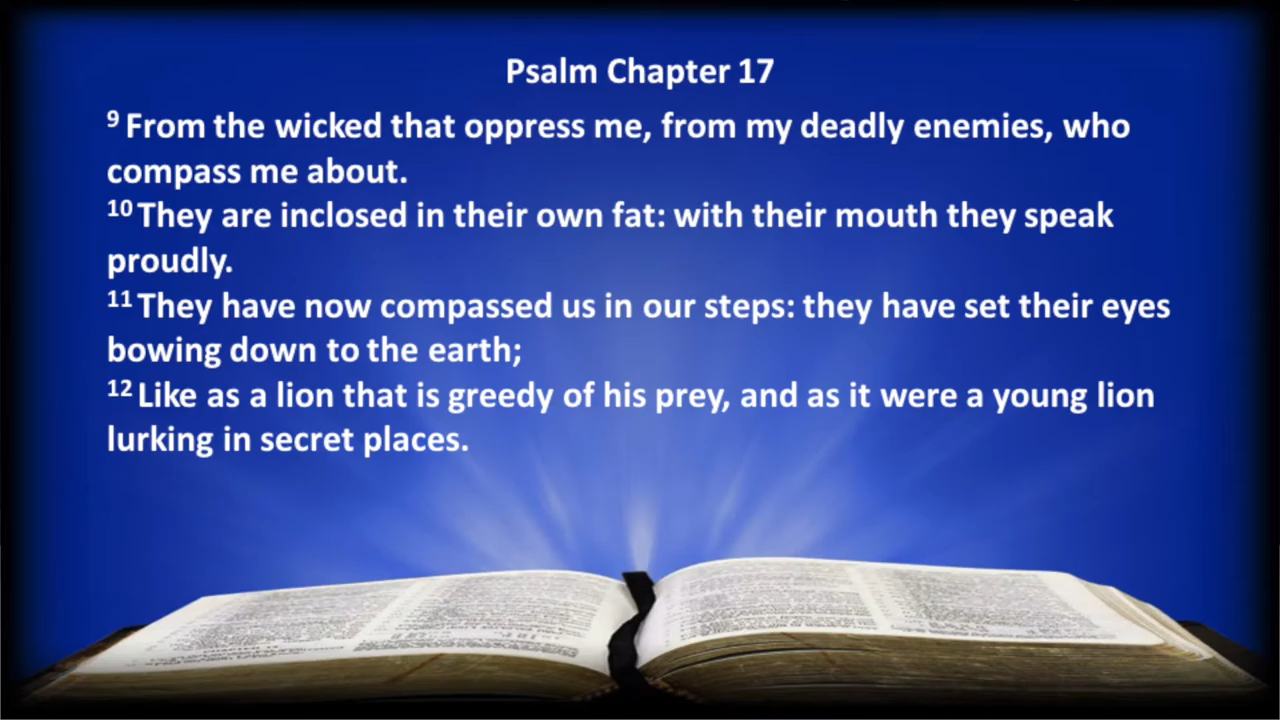 Psalm Chapter 17
9 From the wicked that oppress me, from my deadly enemies, who
compass me about.
10 They are inclosed in their own fat: with their mouth they speak
proudly.
11 They have now compassed us in our steps: they have set their eyes
bowing down to the earth;
12 Like as a lion that is greedy of his prey, and as it were a young lion
lurking in secret places.